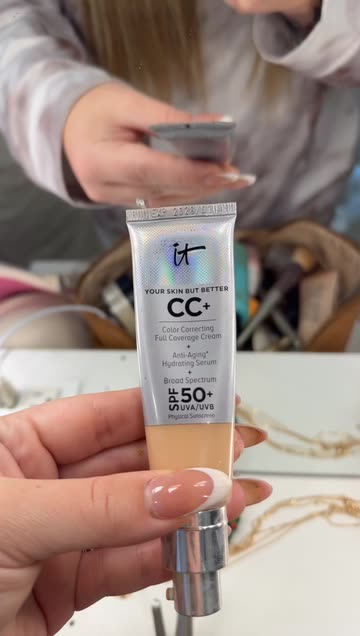 it
YOUR SKIN BUT BETTER
CC+
Color Correcting
Full Coverage Cream
+
Anti-Aging*
Hydrating Serum
+
Broad Spectrum
SPF 50+
UVA/UVB
Physical Sunscreen